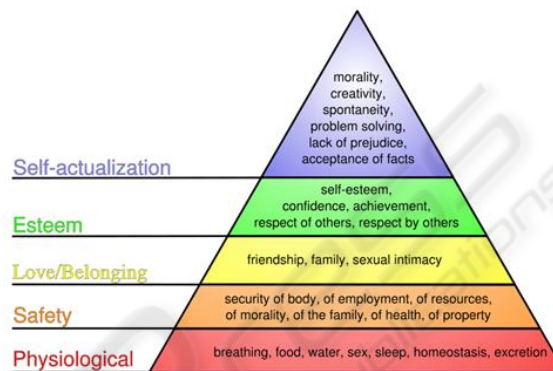 morality,
creativity,
spontaneity,
problem solving,
lack of prejudice,
acceptance of facts
Self-actualization
self-esteem,
confidence, achievement,
respect of others, respect by others
Esteem
friendship, family, sexual intimacy
Love/Belonging
security of body, of employment, of resources,
of morality, of the family, of health, of property
Safety
breathing, food, water, sex, sleep, homeostasis, excretion
Physiological